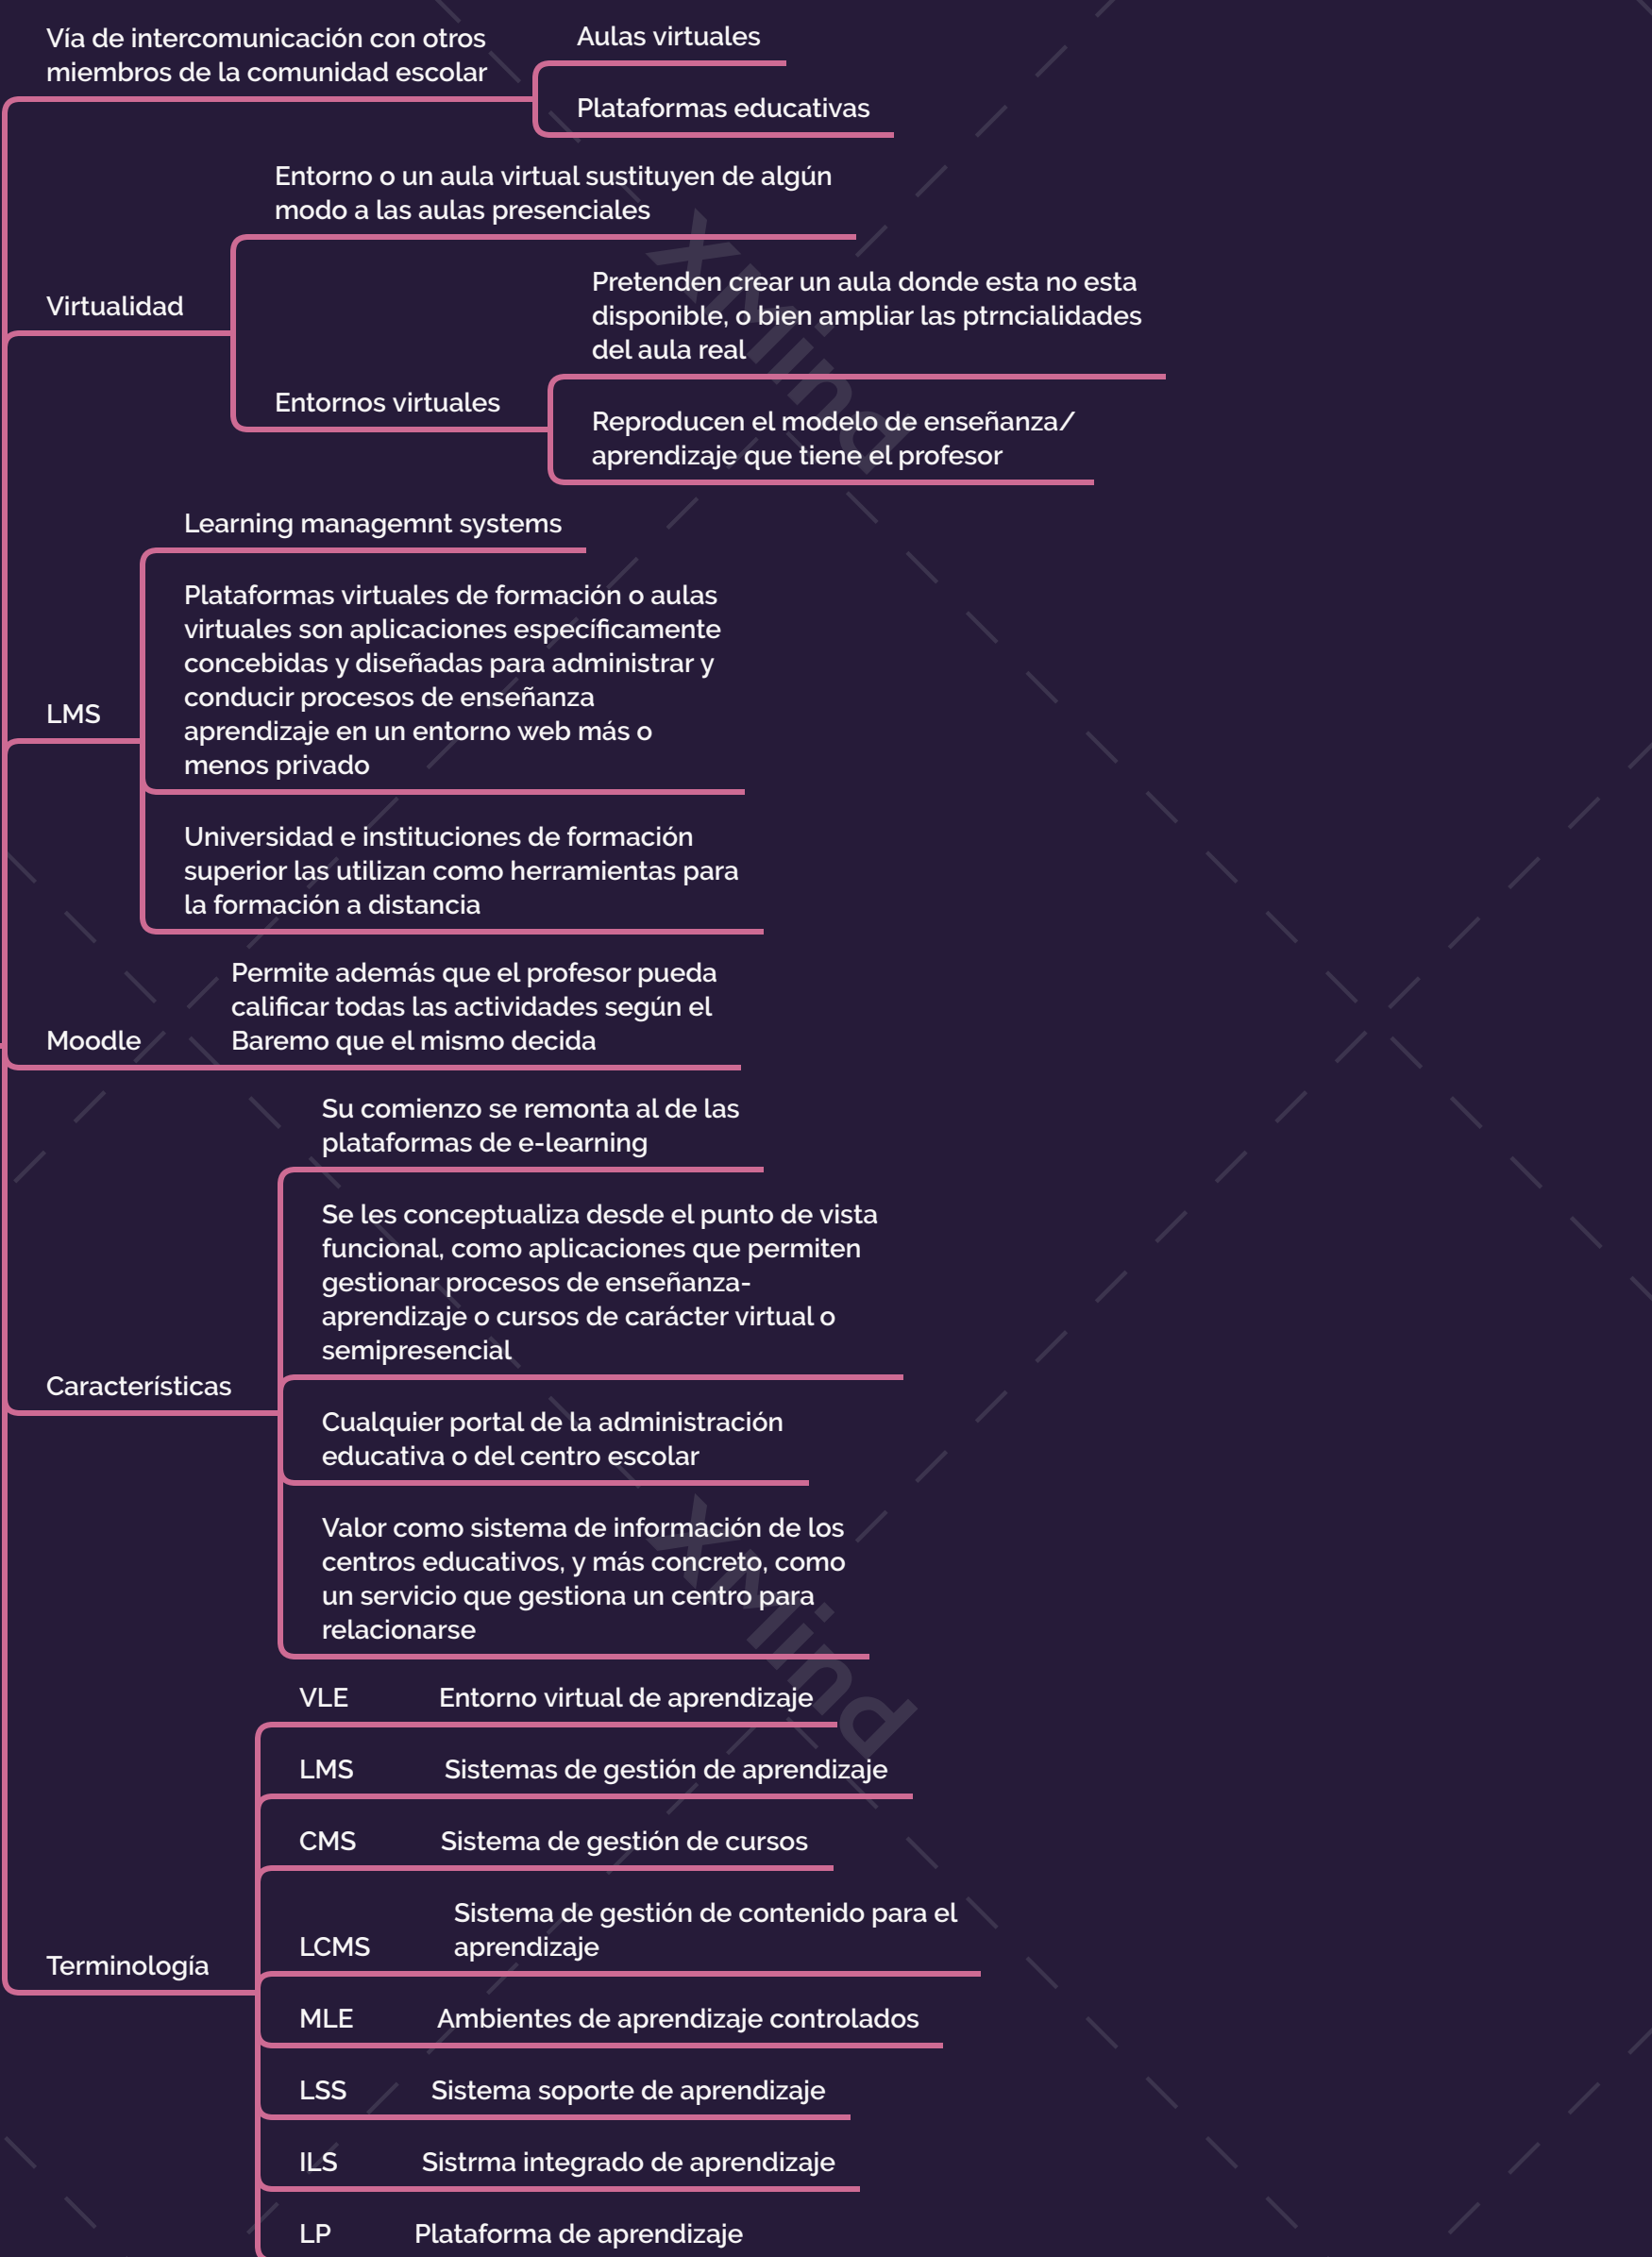 Vía de intercomunicación con otros
miembros de la comunidad escolar
Aulas virtuales
Plataformas educativas
Virtualidad
Entorno o un aula virtual sustituyen de algún
modo a las aulas presenciales
Entornos virtuales
Pretenden crear un aula donde esta no esta
disponible, o bien ampliar las ptrncialidades
del aula real
Reproducen el modelo de enseñanza/
aprendizaje que tiene el profesor
LMS
Learning managemnt systems
Plataformas virtuales de formación o aulas
virtuales son aplicaciones específicamente
concebidas y diseñadas para administrar y
conducir procesos de enseñanza
aprendizaje en un entorno web más o
menos privado
Universidad e instituciones de formación
superior las utilizan como herramientas para
la formación a distancia
Moodle
Permite además que el profesor pueda
calificar todas las actividades según el
Baremo que el mismo decida
Características
Su comienzo se remonta al de las
plataformas de e-learning
Se les conceptualiza desde el punto de vista
funcional, como aplicaciones que permiten
gestionar procesos de enseñanza-
aprendizaje o cursos de carácter virtual o
semipresencial
Cualquier portal de la administración
educativa o del centro escolar
Valor como sistema de información de los
centros educativos, y más concreto, como
un servicio que gestiona un centro para
relacionarse
Terminología
VLE Entorno virtual de aprendizaje
LMS Sistemas de gestión de aprendizaje
CMS Sistema de gestión de cursos
LCMS
Sistema de gestión de contenido para el
aprendizaje
MLE Ambientes de aprendizaje controlados
LSS Sistema soporte de aprendizaje
ILS Sistrma integrado de aprendizaje
LP Plataforma de aprendizaje
XMind
XMind